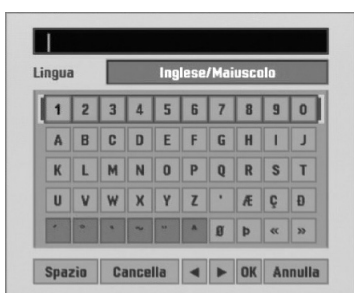 Lingua Inglese/Maiuscolo
1 2 3 4 5 6 7 8 9 0
A B C D E F G H I J
K L M N O P Q R S T
U V W X Y Z ' Æ Ç Ð
Ø Þ « »
Spazio Cancella ◄ ► OK Annulla